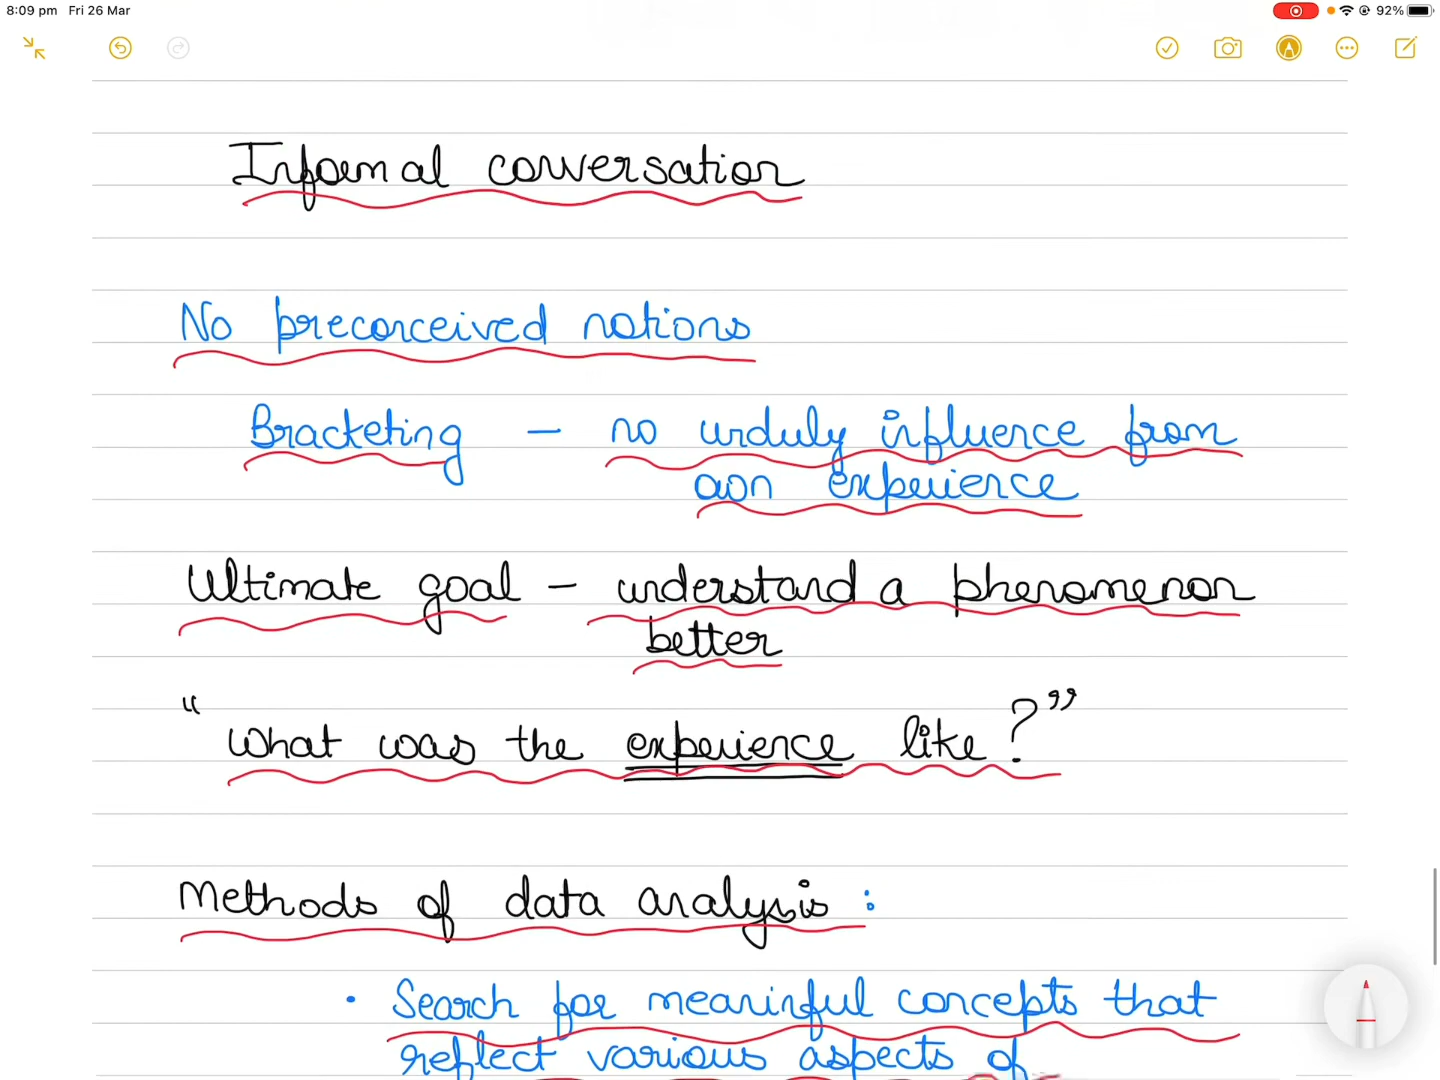 8:09 pm Fri 26 Mar 92%
Informal conversation
No preconceived notions
Bracketing – no unduly influence from
own experience
Ultimate goal – understand a phenomenon
better
"What was the experience like?"
Methods of data analysis :
• Search for meaninful concepts that
reflect various aspects of